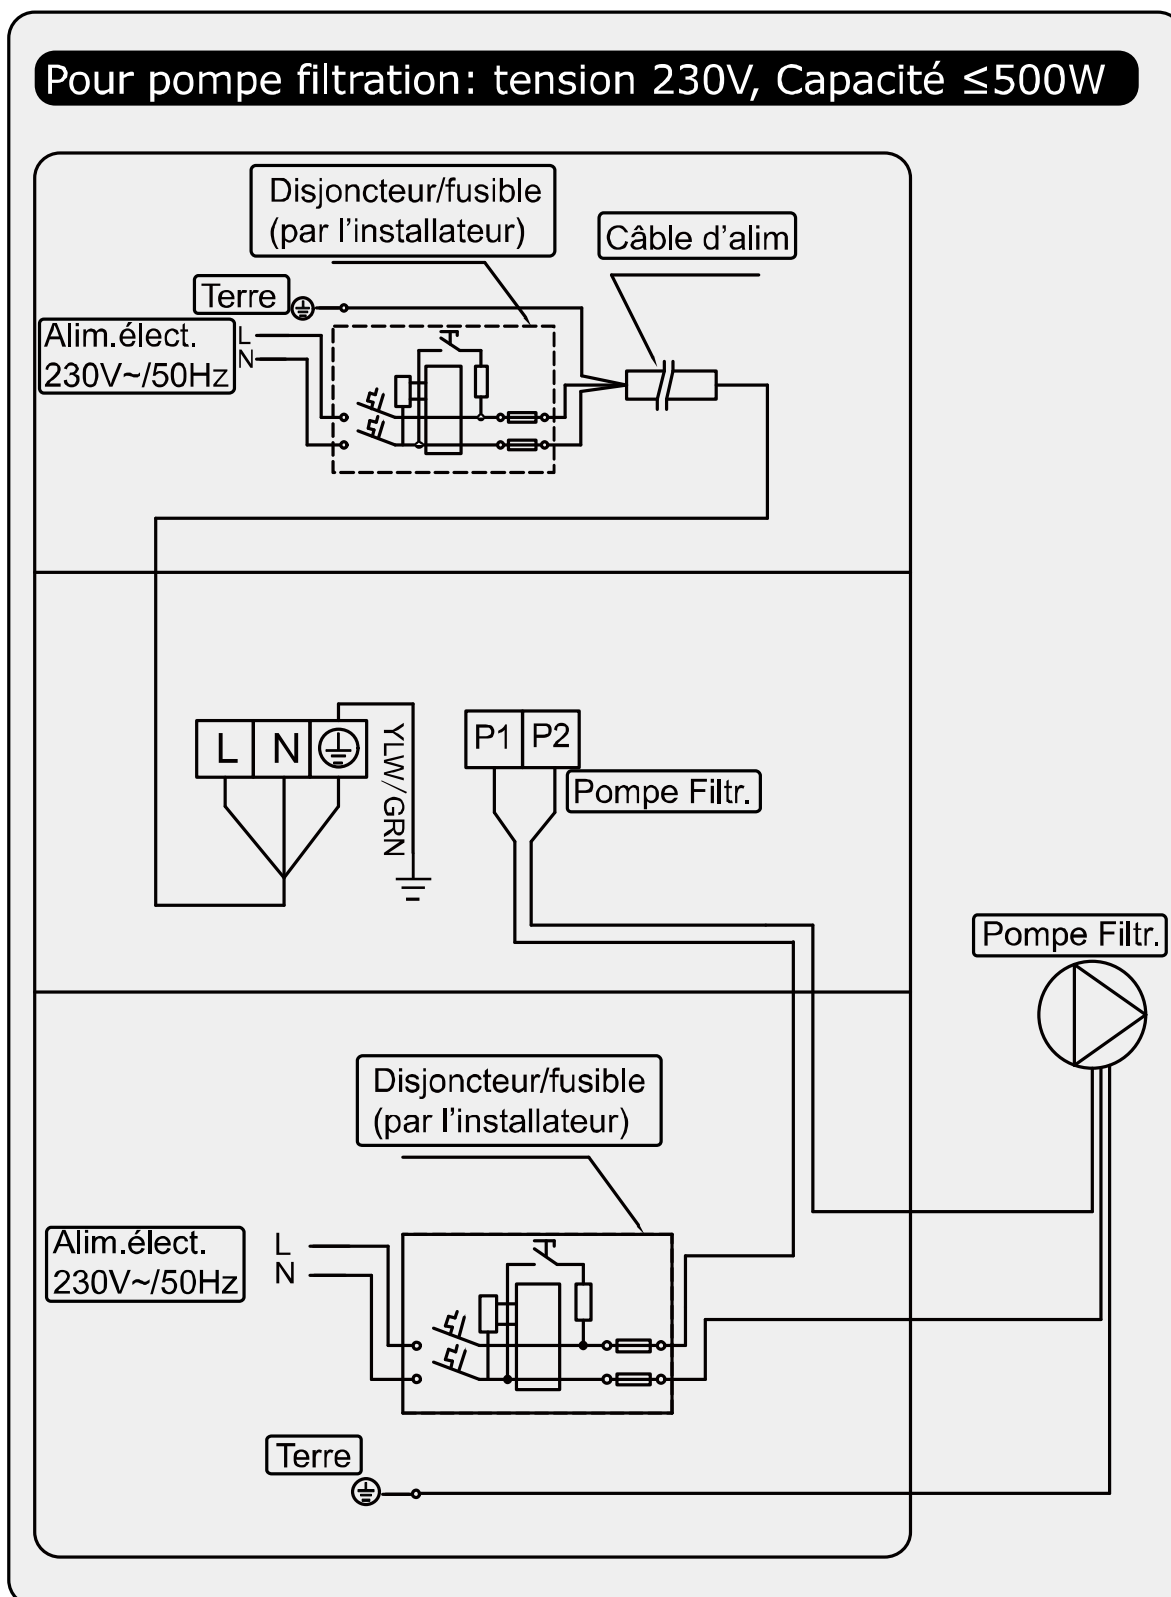 Pour pompe filtration: tension 230V, Capacité ≤500W
Disjoncteur/fusible
(par l'installateur)
Câble d'alim
Terre
Alim.élect.
230V~/50Hz
L
N
L N
YLW/GRN
P1 P2
Pompe Filtr.
Pompe Filtr.
Disjoncteur/fusible
(par l'installateur)
Alim.élect.
230V~/50Hz
L
N
Terre